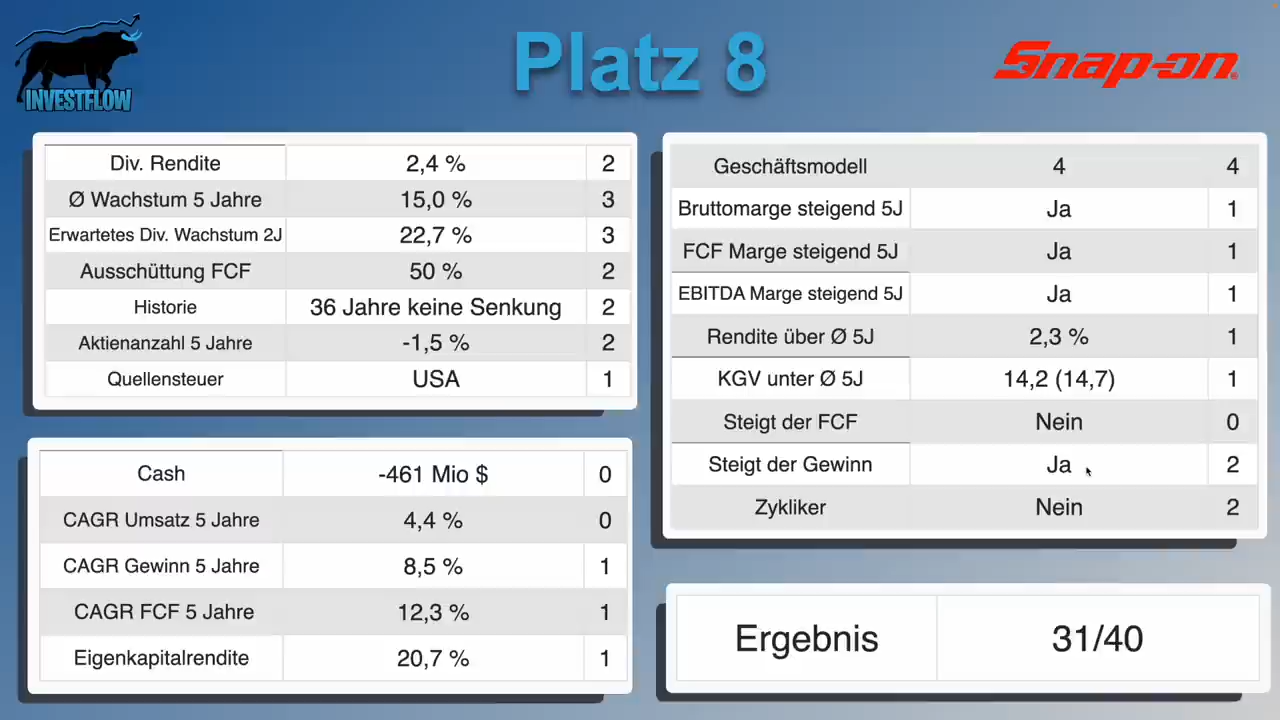 INVESTFLOW
Platz 8
Snap-on®
Div. Rendite 2,4 % 2
Ø Wachstum 5 Jahre 15,0 % 3
Erwartetes Div. Wachstum 2J 22,7 % 3
Ausschüttung FCF 50 % 2
Historie 36 Jahre keine Senkung 2
Aktienanzahl 5 Jahre -1,5 % 2
Quellensteuer USA 1
Cash -461 Mio $ 0
CAGR Umsatz 5 Jahre 4,4 % 0
CAGR Gewinn 5 Jahre 8,5 % 1
CAGR FCF 5 Jahre 12,3 % 1
Eigenkapitalrendite 20,7 % 1
Geschäftsmodell 4 4
Bruttomarge steigend 5J Ja 1
FCF Marge steigend 5J Ja 1
EBITDA Marge steigend 5J Ja 1
Rendite über Ø 5J 2,3 % 1
KGV unter Ø 5J 14,2 (14,7) 1
Steigt der FCF Nein 0
Steigt der Gewinn Ja 2
Zykliker Nein 2
Ergebnis 31/40